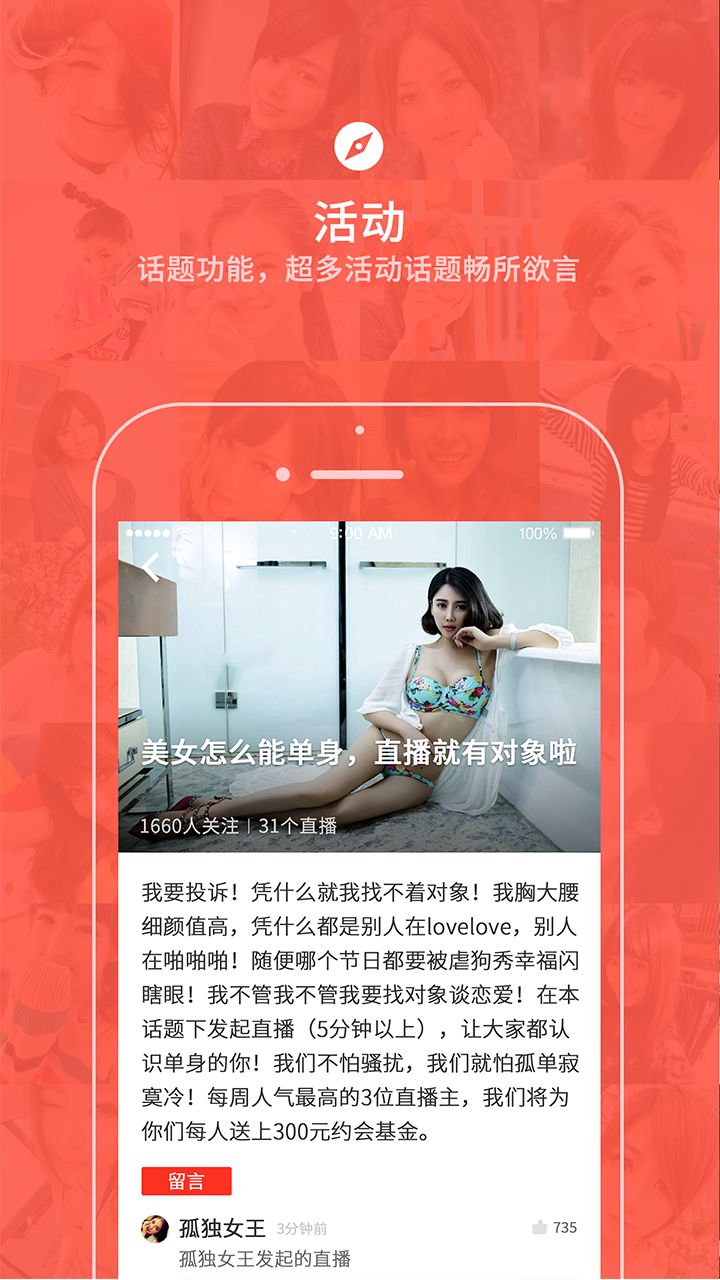 活动
话题功能，超多活动话题畅所欲言
9:00 AM
100%
美女怎么能单身，直播就有对象啦
1660人关注 | 31个直播
我要投诉！凭什么就我找不着对象！我胸大腰
细颜值高，凭什么都是别人在lovelove，别人
在啪啪啪！随便哪个节日都要被虐狗秀幸福闪
瞎眼！我不管我不管我要找对象谈恋爱！在本
话题下发起直播（5分钟以上），让大家都认
识单身的你！我们不怕骚扰，我们就怕孤单寂
寞冷！每周人气最高的3位直播主，我们将为
你们每人送上300元约会基金。
留言
孤独女王 3分钟前 735
孤独女王发起的直播